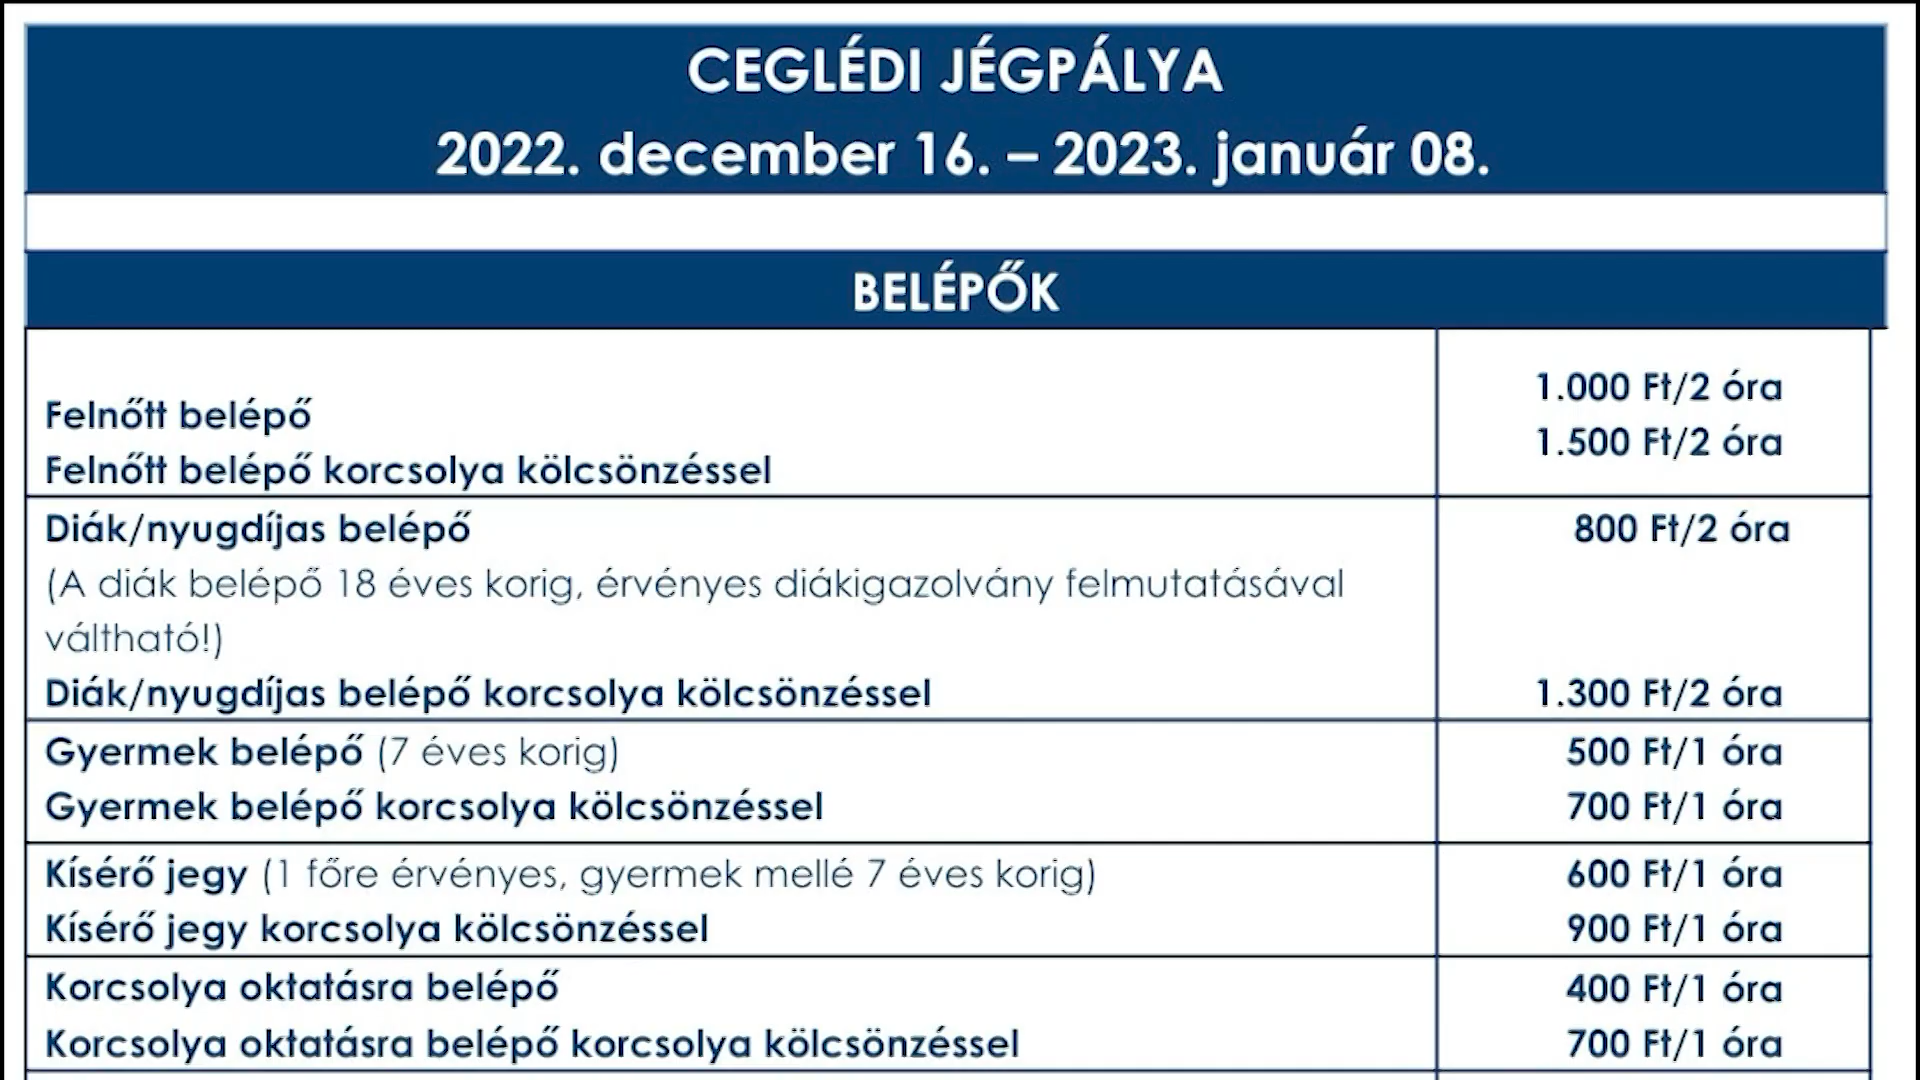 CEGLÉDI JÉGPÁLYA
2022. december 16. – 2023. január 08.
BELÉPŐK
Felnőtt belépő 1.000 Ft/2 óra
Felnőtt belépő korcsolya kölcsönzéssel 1.500 Ft/2 óra
Diák/nyugdíjas belépő 800 Ft/2 óra
(A diák belépő 18 éves korig, érvényes diákigazolvány felmutatásával
váltható!)
Diák/nyugdíjas belépő korcsolya kölcsönzéssel 1.300 Ft/2 óra
Gyermek belépő (7 éves korig) 500 Ft/1 óra
Gyermek belépő korcsolya kölcsönzéssel 700 Ft/1 óra
Kísérő jegy (1 főre érvényes, gyermek mellé 7 éves korig) 600 Ft/1 óra
Kísérő jegy korcsolya kölcsönzéssel 900 Ft/1 óra
Korcsolya oktatásra belépő 400 Ft/1 óra
Korcsolya oktatásra belépő korcsolya kölcsönzéssel 700 Ft/1 óra